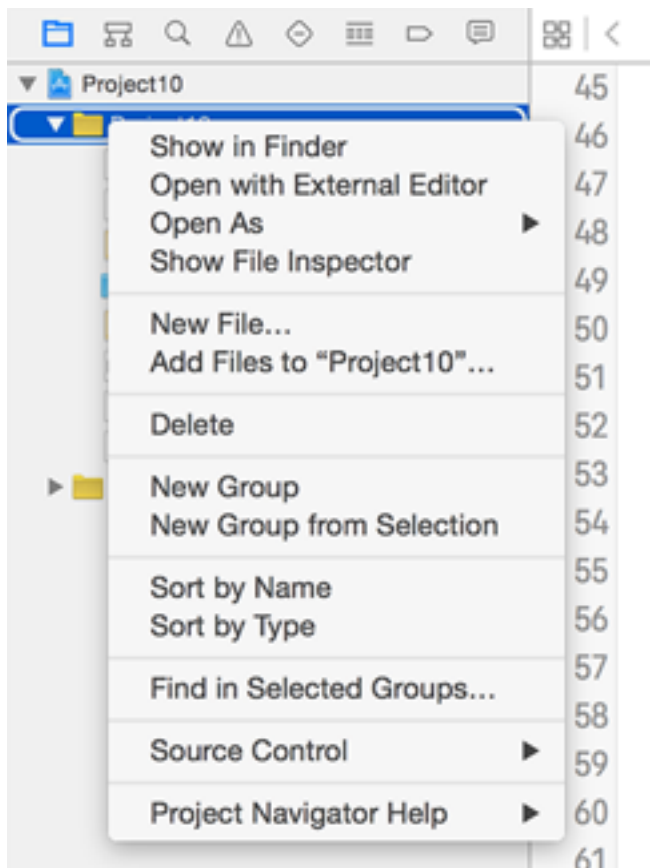 Project10
Show in Finder
Open with External Editor
Open As
Show File Inspector
New File...
Add Files to “Project10”...
Delete
New Group
New Group from Selection
Sort by Name
Sort by Type
Find in Selected Groups...
Source Control
Project Navigator Help
45
46
47
48
49
50
51
52
53
54
55
56
57
58
59
60
61